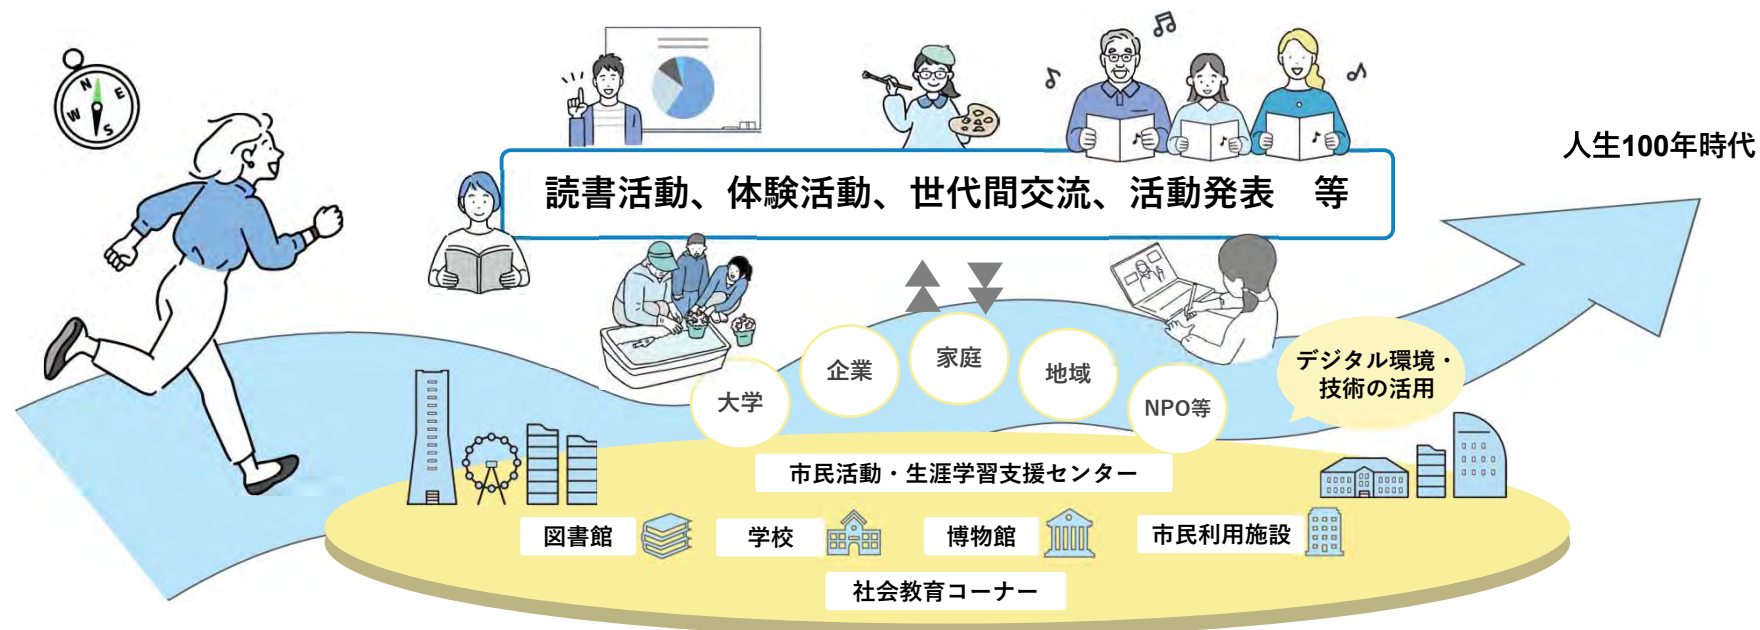 N
E
W
S
人生100年時代
読書活動、体験活動、世代間交流、活動発表　等
大学
企業
家庭
地域
NPO等
デジタル環境・
技術の活用
市民活動・生涯学習支援センター
図書館
学校
博物館
市民利用施設
社会教育コーナー